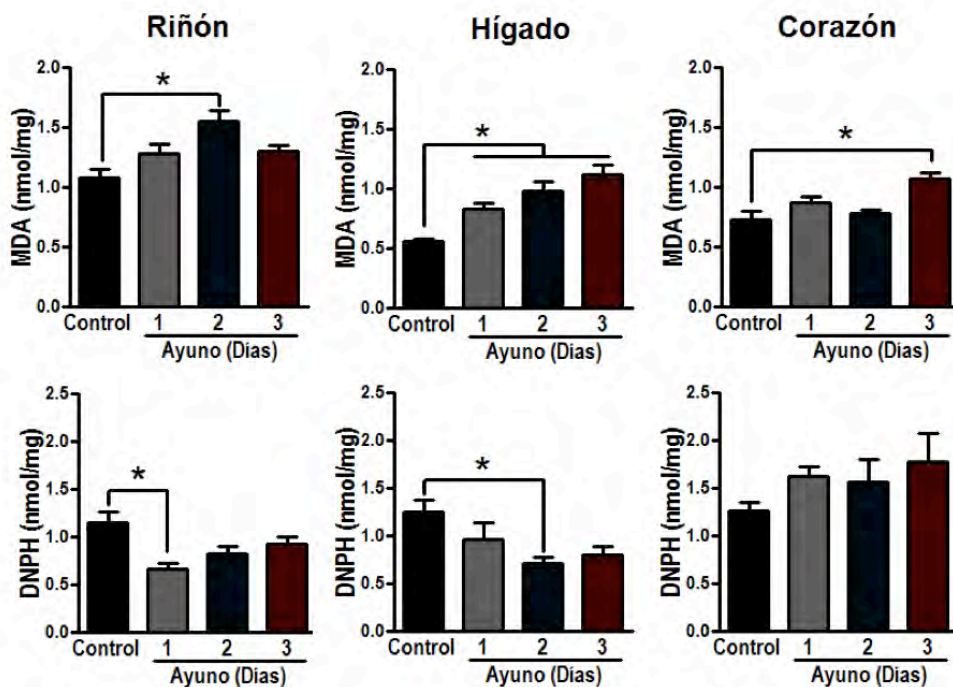 Riñón
Hígado
Corazón
MDA (nmol/mg)
2.0
1.5
1.0
0.5
0.0
*
Control 1 2 3
Ayuno (Dias)
MDA (nmol/mg)
2.0
1.5
1.0
0.5
0.0
*
Control 1 2 3
Ayuno (Dias)
MDA (nmol/mg)
2.0
1.5
1.0
0.5
0.0
*
Control 1 2 3
Ayuno (Dias)
DNPH (nmol/mg)
2.5
2.0
1.5
1.0
0.5
0.0
*
Control 1 2 3
Ayuno (Dias)
DNPH (nmol/mg)
2.5
2.0
1.5
1.0
0.5
0.0
*
Control 1 2 3
Ayuno (Dias)
DNPH (nmol/mg)
2.5
2.0
1.5
1.0
0.5
0.0
Control 1 2 3
Ayuno (Dias)